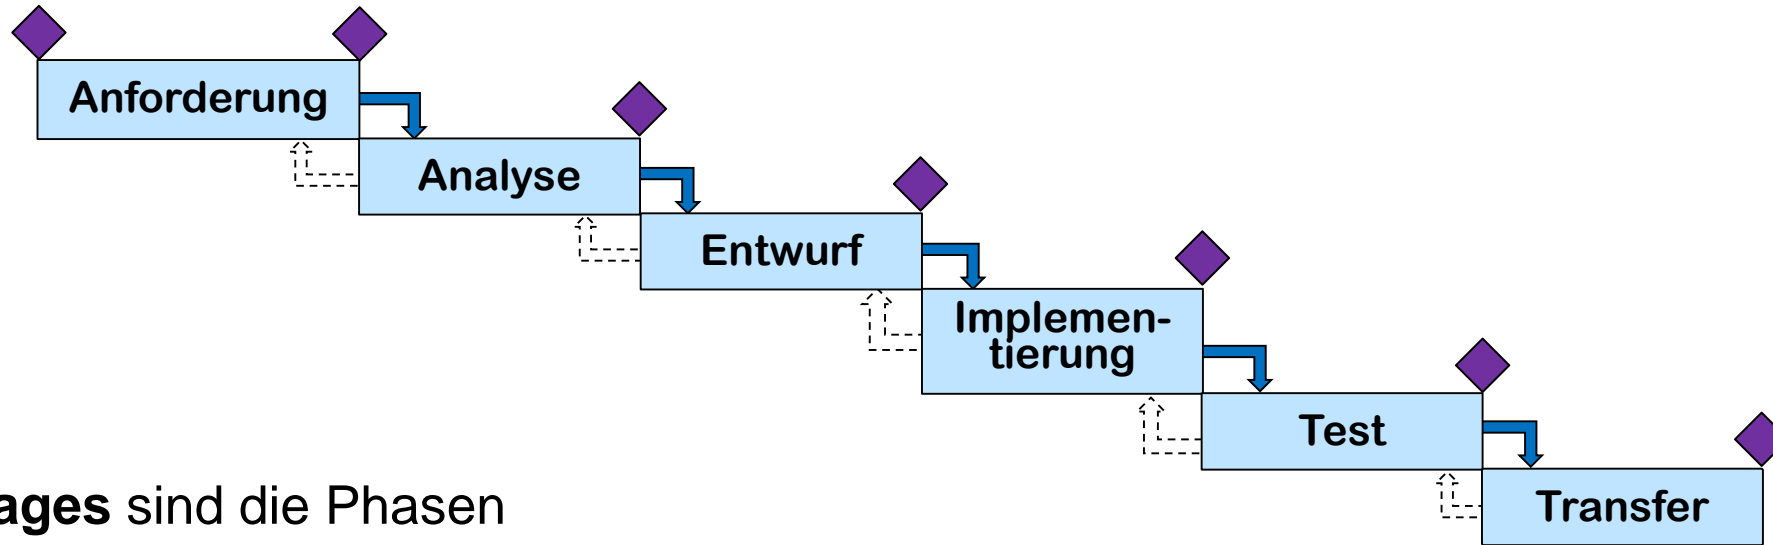 Anforderung
Analyse
Entwurf
Implemen-
tierung
Test
ages sind die Phasen
Transfer